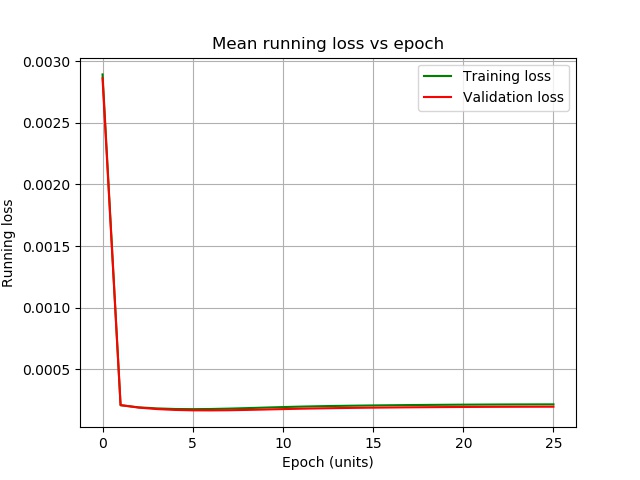 Mean running loss vs epoch
Training loss
Validation loss
0.0030
0.0025
0.0020
0.0015
0.0010
0.0005
Running loss
0
5
10
15
20
25
Epoch (units)